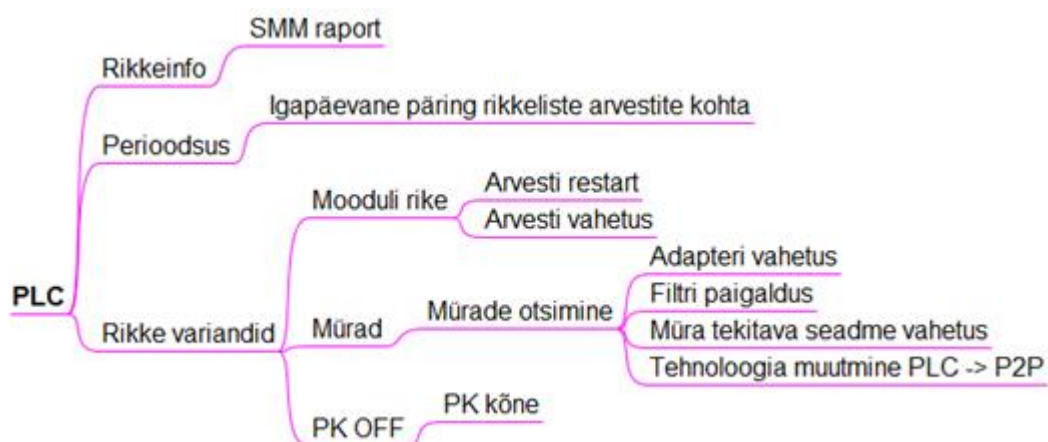 PLC
Rikkeinfo
SMM raport
Perioodsus
Igapäevane päring rikkeliste arvestite kohta
Rikke variandid
Mooduli rike
Arvesti restart
Arvesti vahetus
Mürad
Mürade otsimine
Adapteri vahetus
Filtri paigaldus
Müra tekitava seadme vahetus
Tehnoloogia muutmine PLC -> P2P
PK OFF
PK kõne